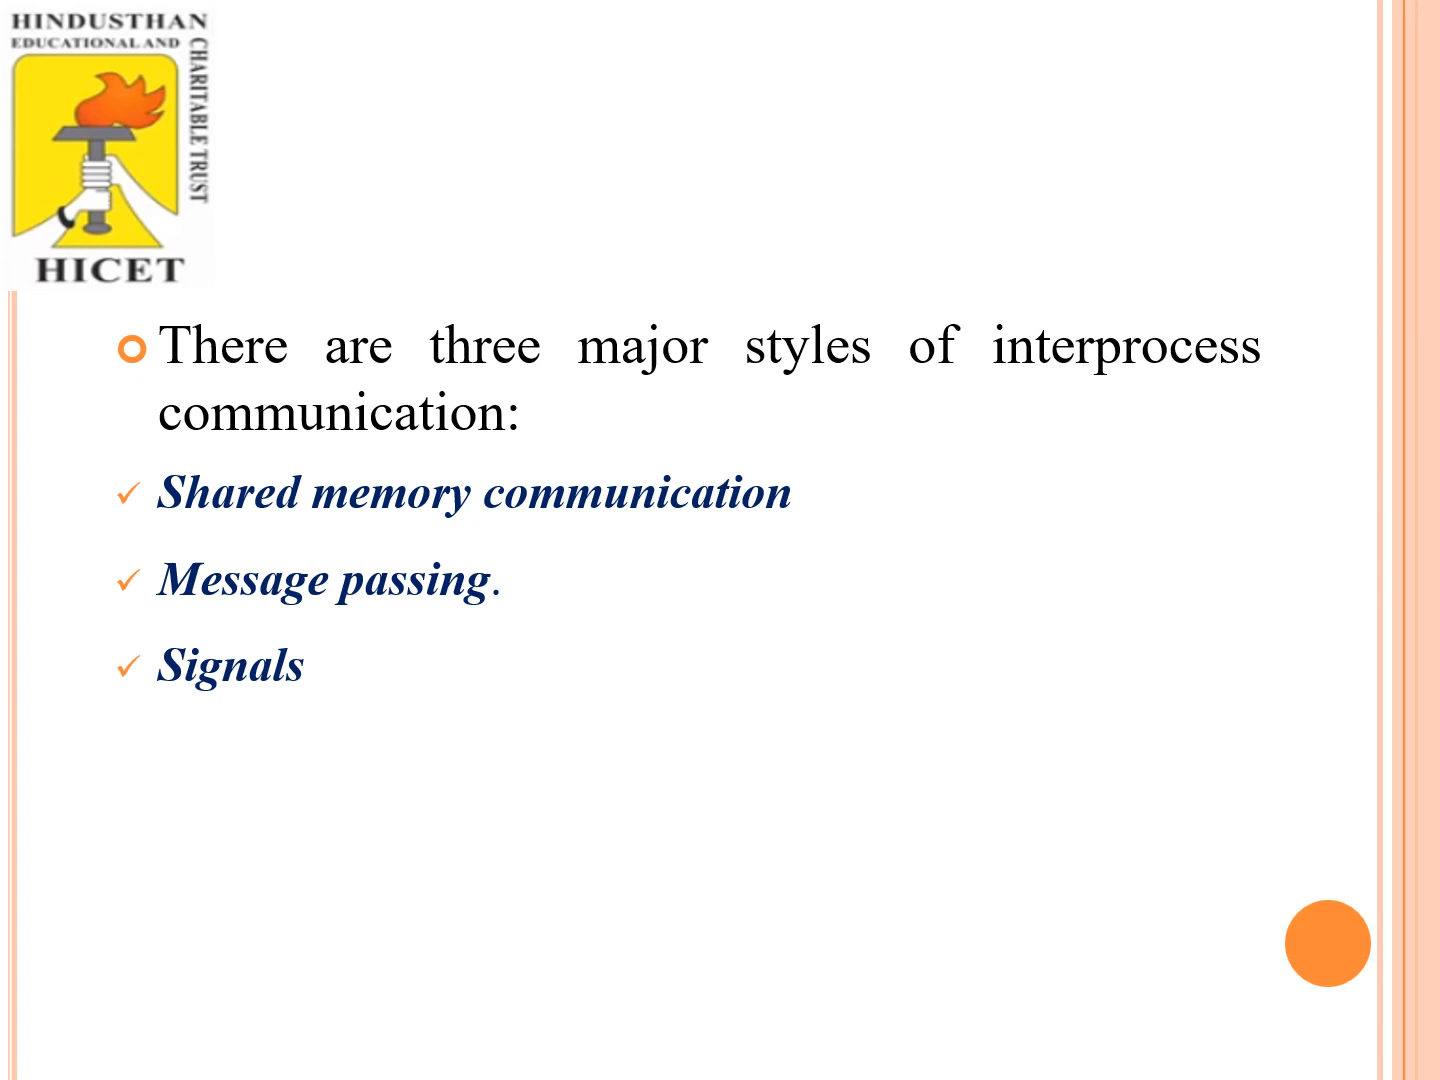 HINDUSTHAN
EDUCATIONAL AND
CHARITABLE TRUST
HICET
There are three major styles of interprocess
communication:
Shared memory communication
Message passing.
Signals